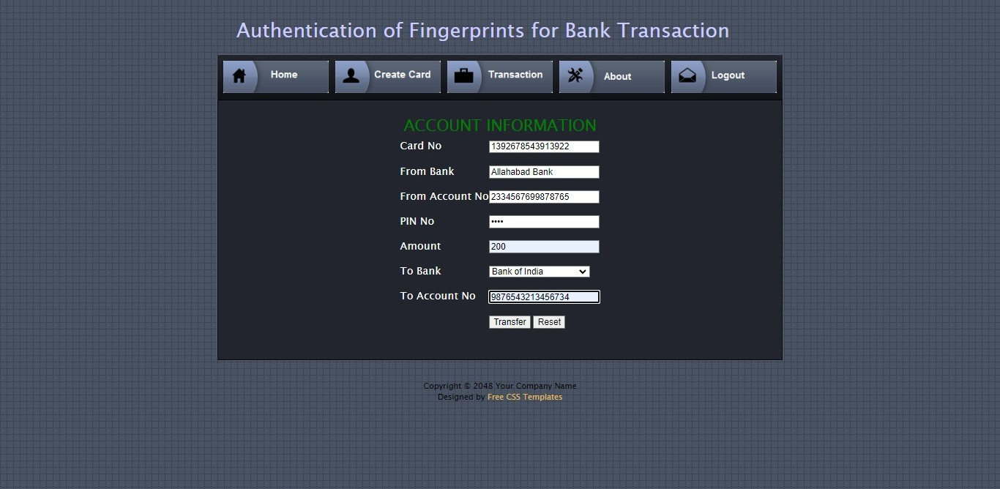 Authentication of Fingerprints for Bank Transaction
Home Create Card Transaction About Logout
ACCOUNT INFORMATION
Card No 1392678543913922
From Bank Allahabad Bank
From Account No 2334567699878765
PIN No ••••
Amount 200
To Bank Bank of India
To Account No 9876543213456734
Transfer Reset
Copyright © 2048 Your Company Name
Designed by Free CSS Templates